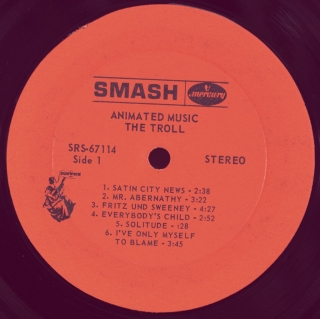 SMASH mercury
ANIMATED MUSIC
THE TROLL
SRS-67114
Side 1 STEREO
1. SATIN CITY NEWS - 2:38
2. MR. ABERNATHY - 3:22
3. FRITZ UND SWEENEY - 4:27
4. EVERYBODY'S CHILD - 2:52
5. SOLITUDE - :28
6. I'VE ONLY MYSELF
TO BLAME - 3:45